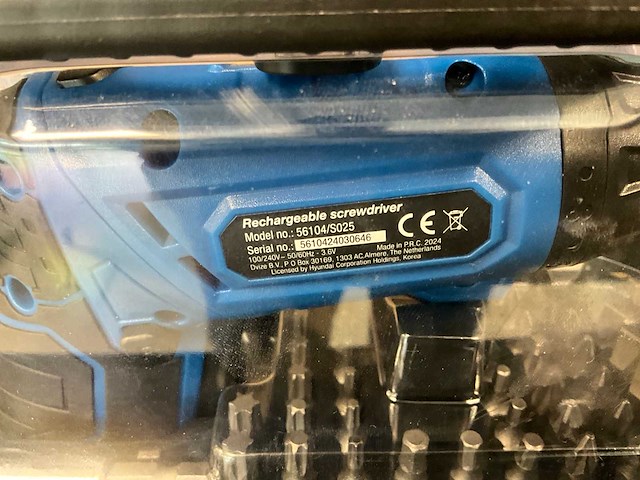 Rechargeable screwdriver
Model no.: 56104/S025
Serial no.: 5610424030646
100/240V~ 50/60Hz - 3.6V Made in P.R.C. 2024
Dvize B.V., P O Box 30169, 1303 AC.Almere, The Netherlands
Licensed by Hyundai Corporation Holdings, Korea
CE